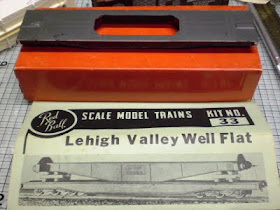 Red Ball
SCALE MODEL TRAINS
KIT NO. 33
Lehigh Valley Well Flat